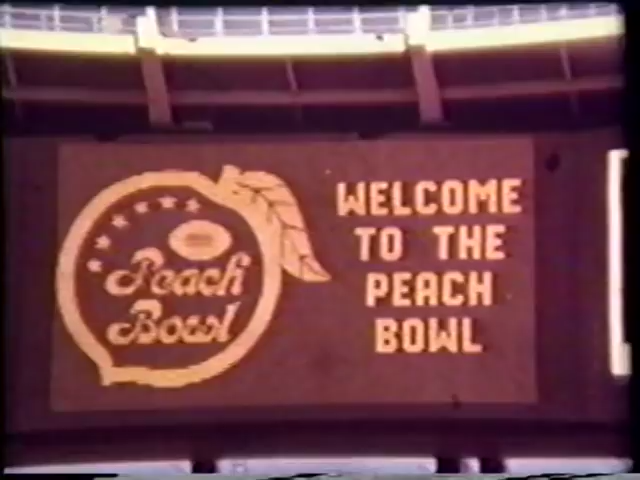 Peach
Bowl
WELCOME
TO THE
PEACH
BOWL